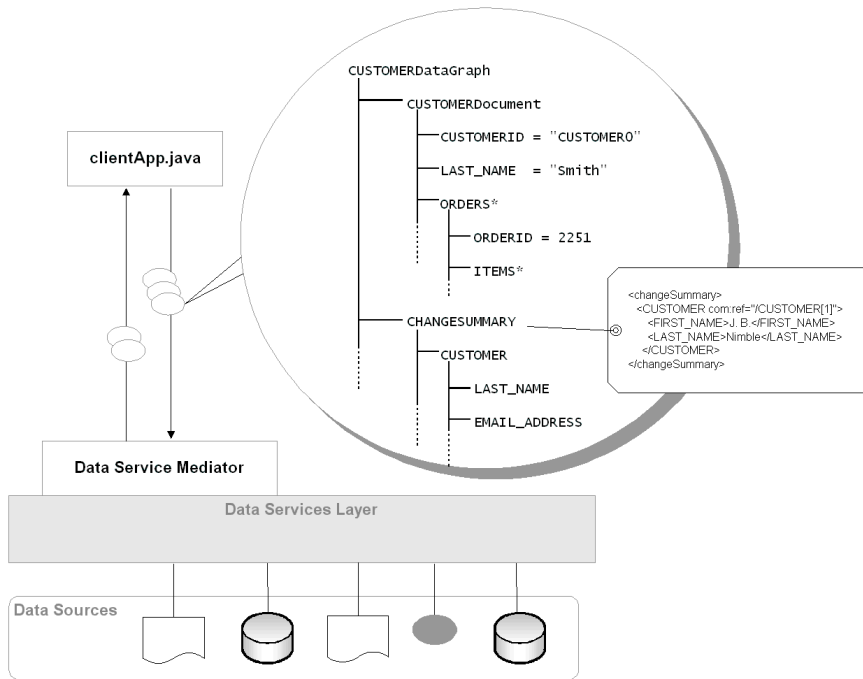 CUSTOMERDataGraph
CUSTOMERDocument
CUSTOMERID = "CUSTOMER0"
LAST_NAME = "Smith"
ORDERS*
ORDERID = 2251
ITEMS*
CHANGESUMMARY
CUSTOMER
LAST_NAME
EMAIL_ADDRESS
<changeSummary>
<CUSTOMER com:ref="/CUSTOMER[1]">
<FIRST_NAME>J. B.</FIRST_NAME>
<LAST_NAME>Nimble</LAST_NAME>
</CUSTOMER>
</changeSummary>
clientApp.java
Data Service Mediator
Data Services Layer
Data Sources